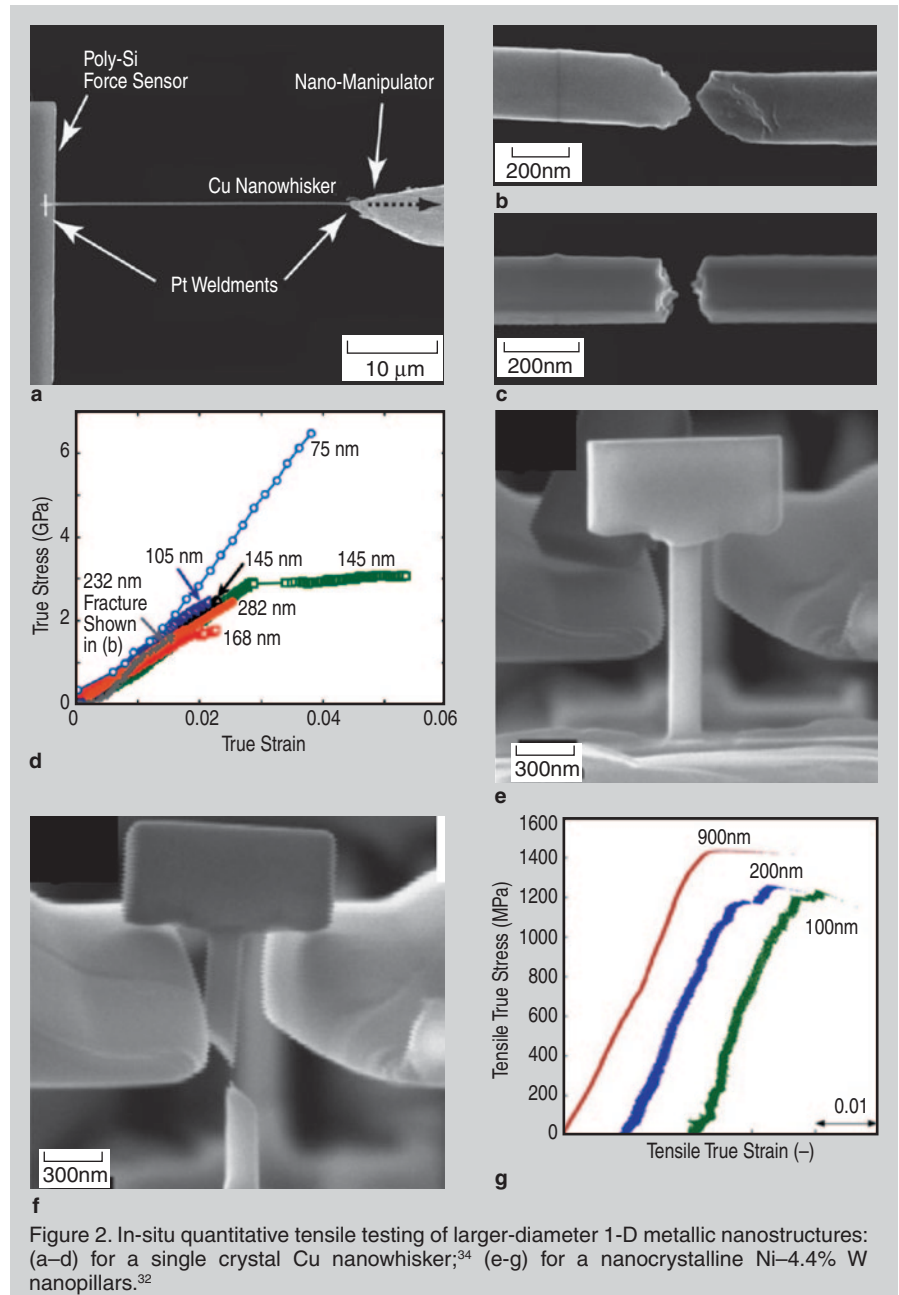 Poly-Si
Force Sensor
Nano-Manipulator
Cu Nanowhisker
Pt Weldments
10 μm
a
200nm
b
200nm
c
6
4
2
0
True Stress (GPa)
75 nm
105 nm
145 nm
145 nm
232 nm
Fracture
Shown
in (b)
282 nm
168 nm
0
0.02
0.04
0.06
True Strain
d
300nm
e
300nm
f
1600
1400
1200
1000
800
600
400
200
0
Tensile True Stress (MPa)
900nm
200nm
100nm
0.01
Tensile True Strain (–)
g
Figure 2. In-situ quantitative tensile testing of larger-diameter 1-D metallic nanostructures:
(a–d) for a single crystal Cu nanowhisker;³⁴ (e-g) for a nanocrystalline Ni–4.4% W
nanopillars.³²